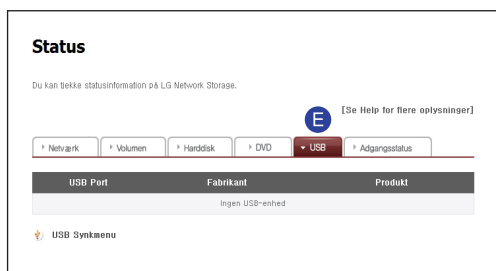 Status
Du kan tjekke statusinformation på LG Network Storage.
E
[Se Help for flere oplysninger]
Netværk Volumen Harddisk DVD USB Adgangsstatus
USB Port Fabrikant Produkt
Ingen USB-enhed
USB Synkmenu